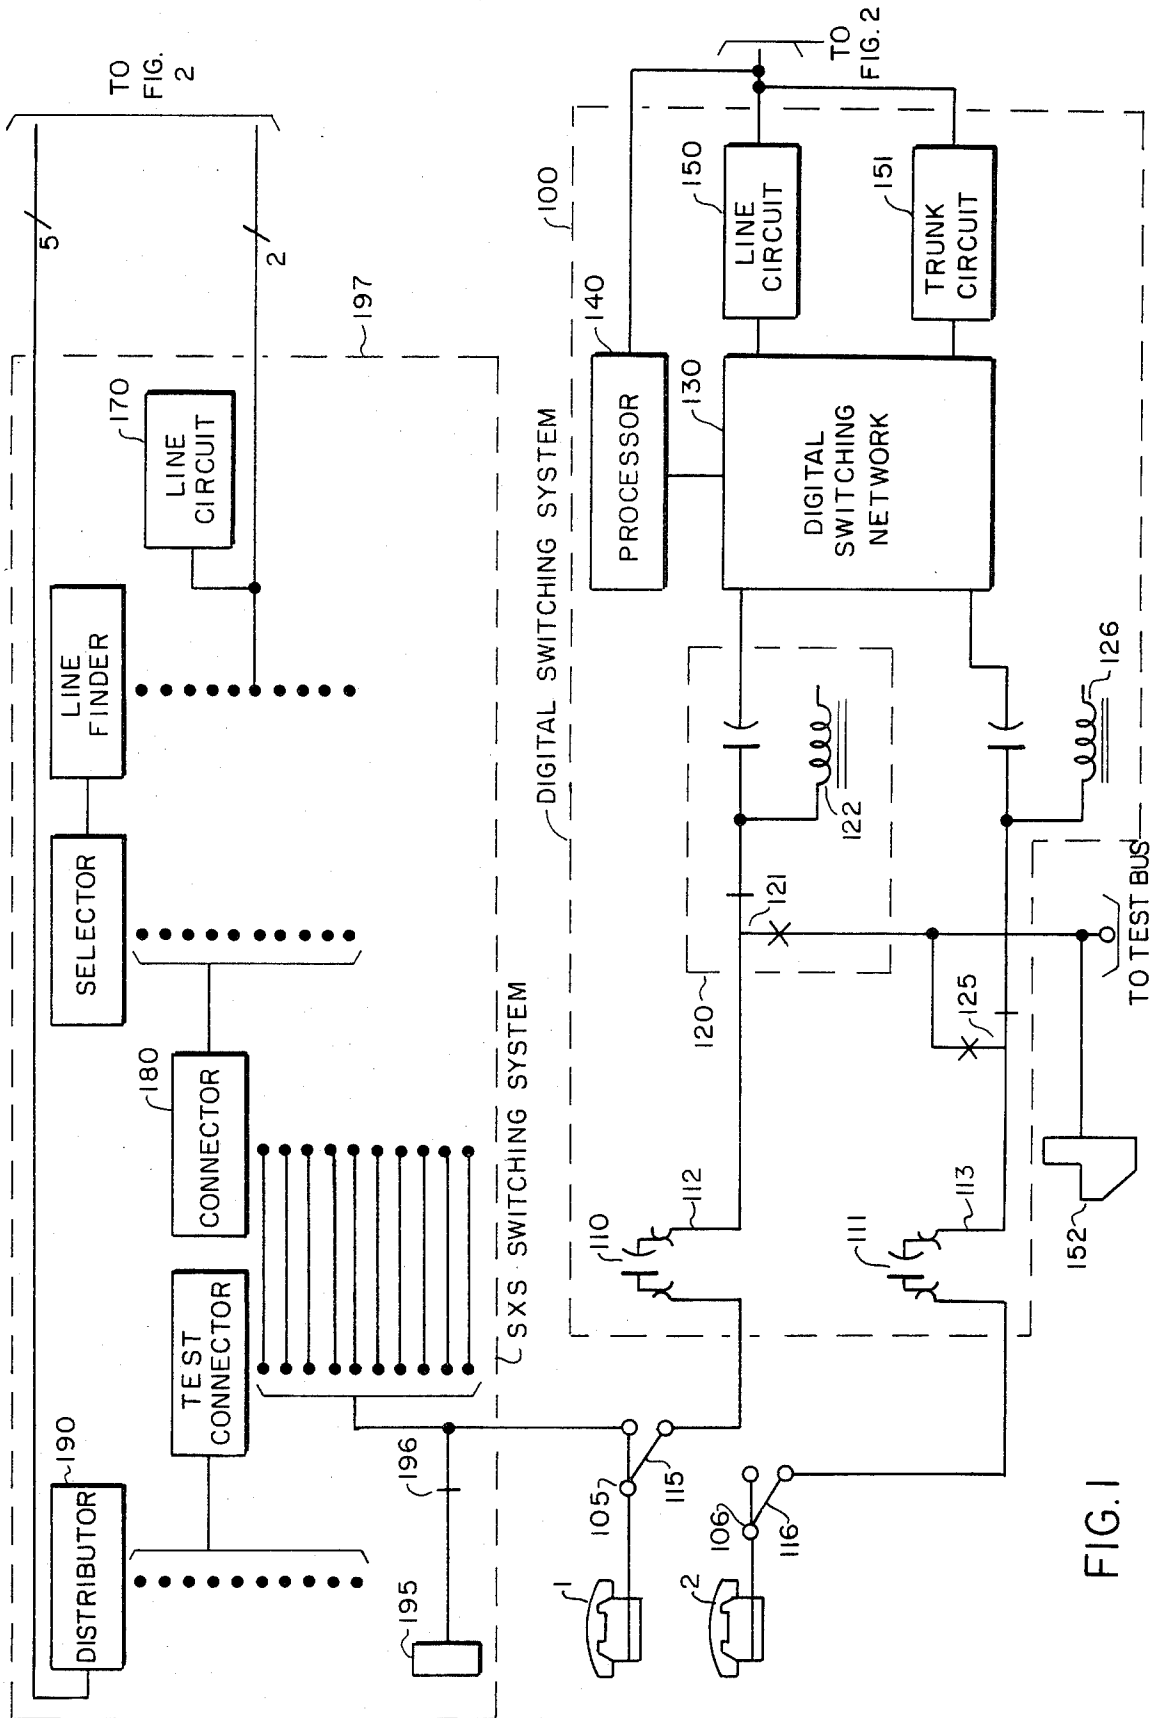 DISTRIBUTOR
190
TEST
CONNECTOR
CONNECTOR
180
SELECTOR
LINE
FINDER
LINE
CIRCUIT
170
197
5
2
TO
FIG.
2
195
196
SXS SWITCHING SYSTEM
DIGITAL SWITCHING SYSTEM
100
1
105
115
2
106
116
110
112
111
113
120
121
122
125
126
152
TO TEST BUS
PROCESSOR
140
DIGITAL
SWITCHING
NETWORK
130
LINE
CIRCUIT
150
TRUNK
CIRCUIT
151
TO
FIG. 2
FIG. 1